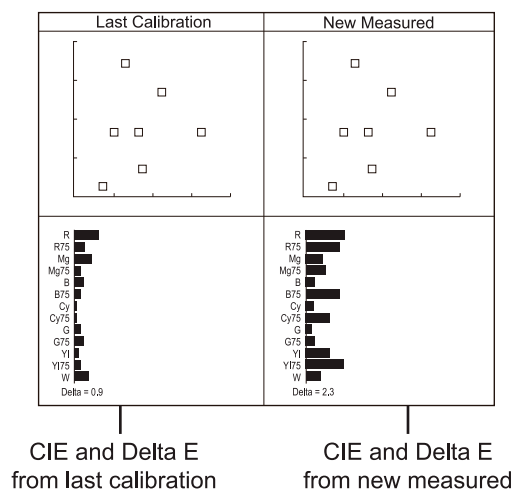 Last Calibration
New Measured
R
R75
Mg
Mg75
B
B75
Cy
Cy75
G
G75
Yl
Yl75
W
Delta = 0.9
R
R75
Mg
Mg75
B
B75
Cy
Cy75
G
G75
Yl
Yl75
W
Delta = 2.3
CIE and Delta E
from last calibration
CIE and Delta E
from new measured